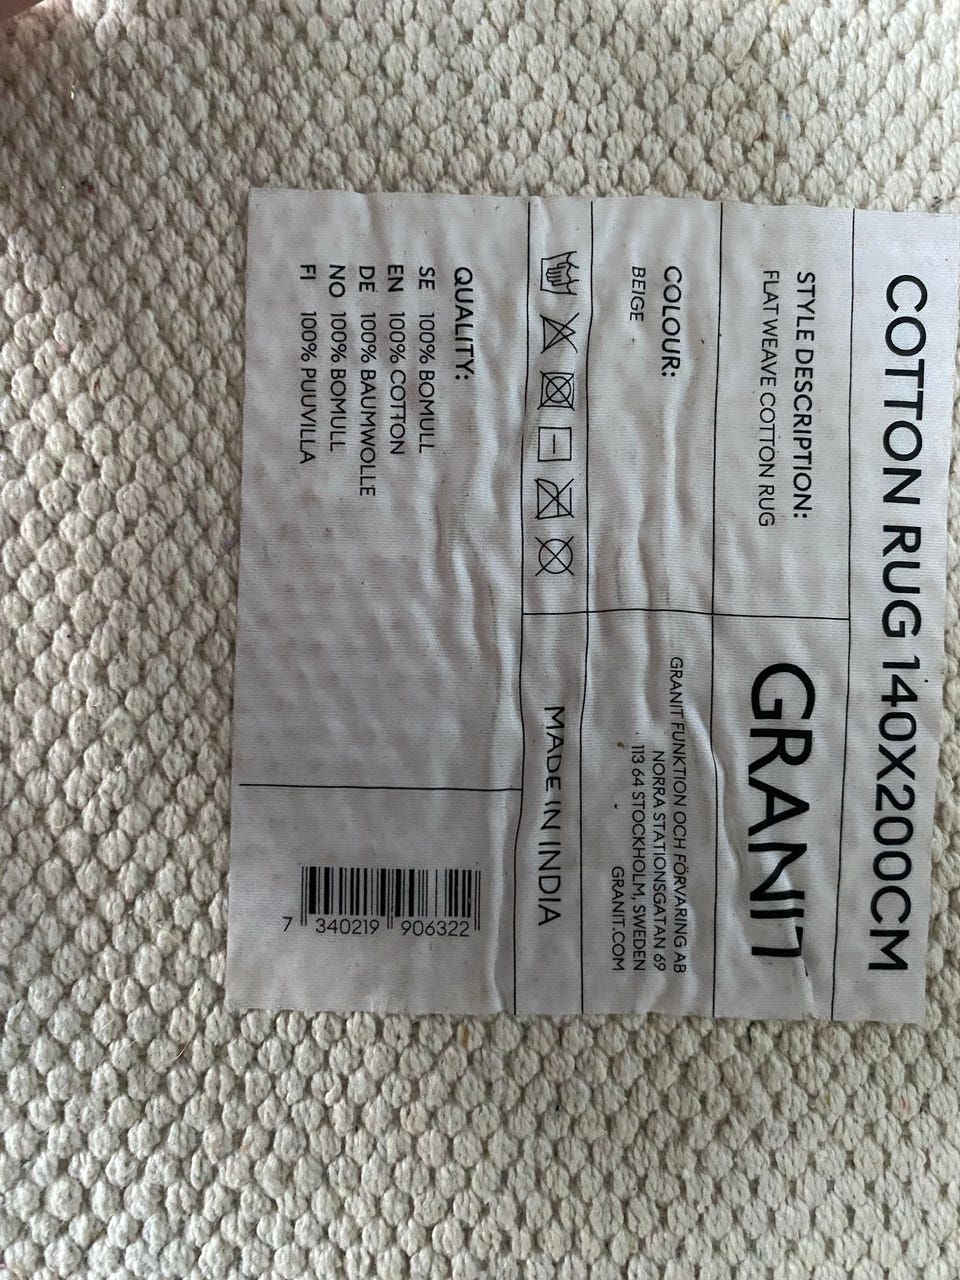 COTTON RUG 140X200CM
STYLE DESCRIPTION:
FLAT WEAVE COTTON RUG
GRANIT
COLOUR:
BEIGE
GRANIT FUNKTION OCH FÖRVARING AB
NORRA STATIONSGATAN 69
113 64 STOCKHOLM, SWEDEN
GRANIT.COM
MADE IN INDIA
QUALITY:
SE 100% BOMULL
EN 100% COTTON
DE 100% BAUMWOLLE
NO 100% BOMULL
FI 100% PUUVILLA
7 340219 906322